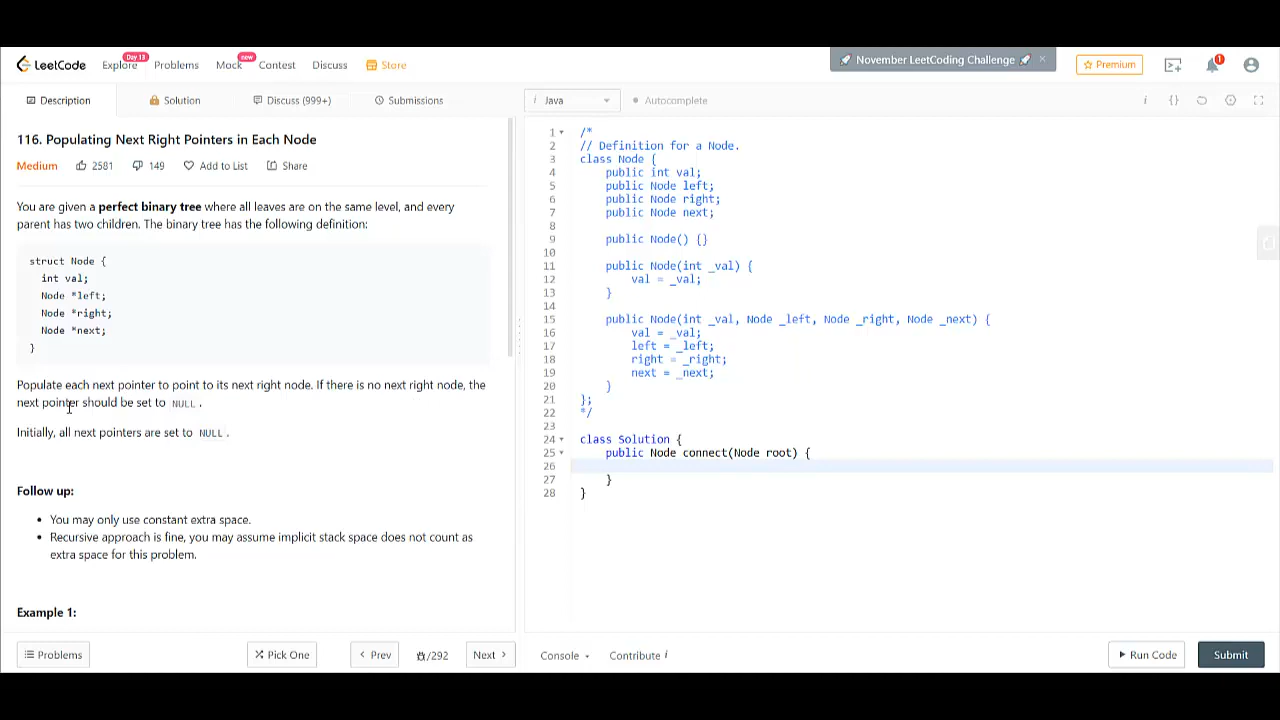 LeetCode
Explore
Day 13
Problems
Mock
new
Contest
Discuss
Store
November LeetCoding Challenge
Premium
1
Description
Solution
Discuss (999+)
Submissions
i Java
Autocomplete
i {}
116. Populating Next Right Pointers in Each Node
Medium 2581 149 Add to List Share
You are given a perfect binary tree where all leaves are on the same level, and every
parent has two children. The binary tree has the following definition:
struct Node {
int val;
Node *left;
Node *right;
Node *next;
}
Populate each next pointer to point to its next right node. If there is no next right node, the
next pointer should be set to NULL .
Initially, all next pointers are set to NULL .
Follow up:
• You may only use constant extra space.
• Recursive approach is fine, you may assume implicit stack space does not count as
extra space for this problem.
Example 1:
Problems
Pick One
Prev
/292
Next
1 /*
2 // Definition for a Node.
3 class Node {
4 public int val;
5 public Node left;
6 public Node right;
7 public Node next;
8
9 public Node() {}
10
11 public Node(int _val) {
12 val = _val;
13 }
14
15 public Node(int _val, Node _left, Node _right, Node _next) {
16 val = _val;
17 left = _left;
18 right = _right;
19 next = _next;
20 }
21 };
22 */
23
24 class Solution {
25 public Node connect(Node root) {
26
27 }
28 }
Console
Contribute i
Run Code
Submit